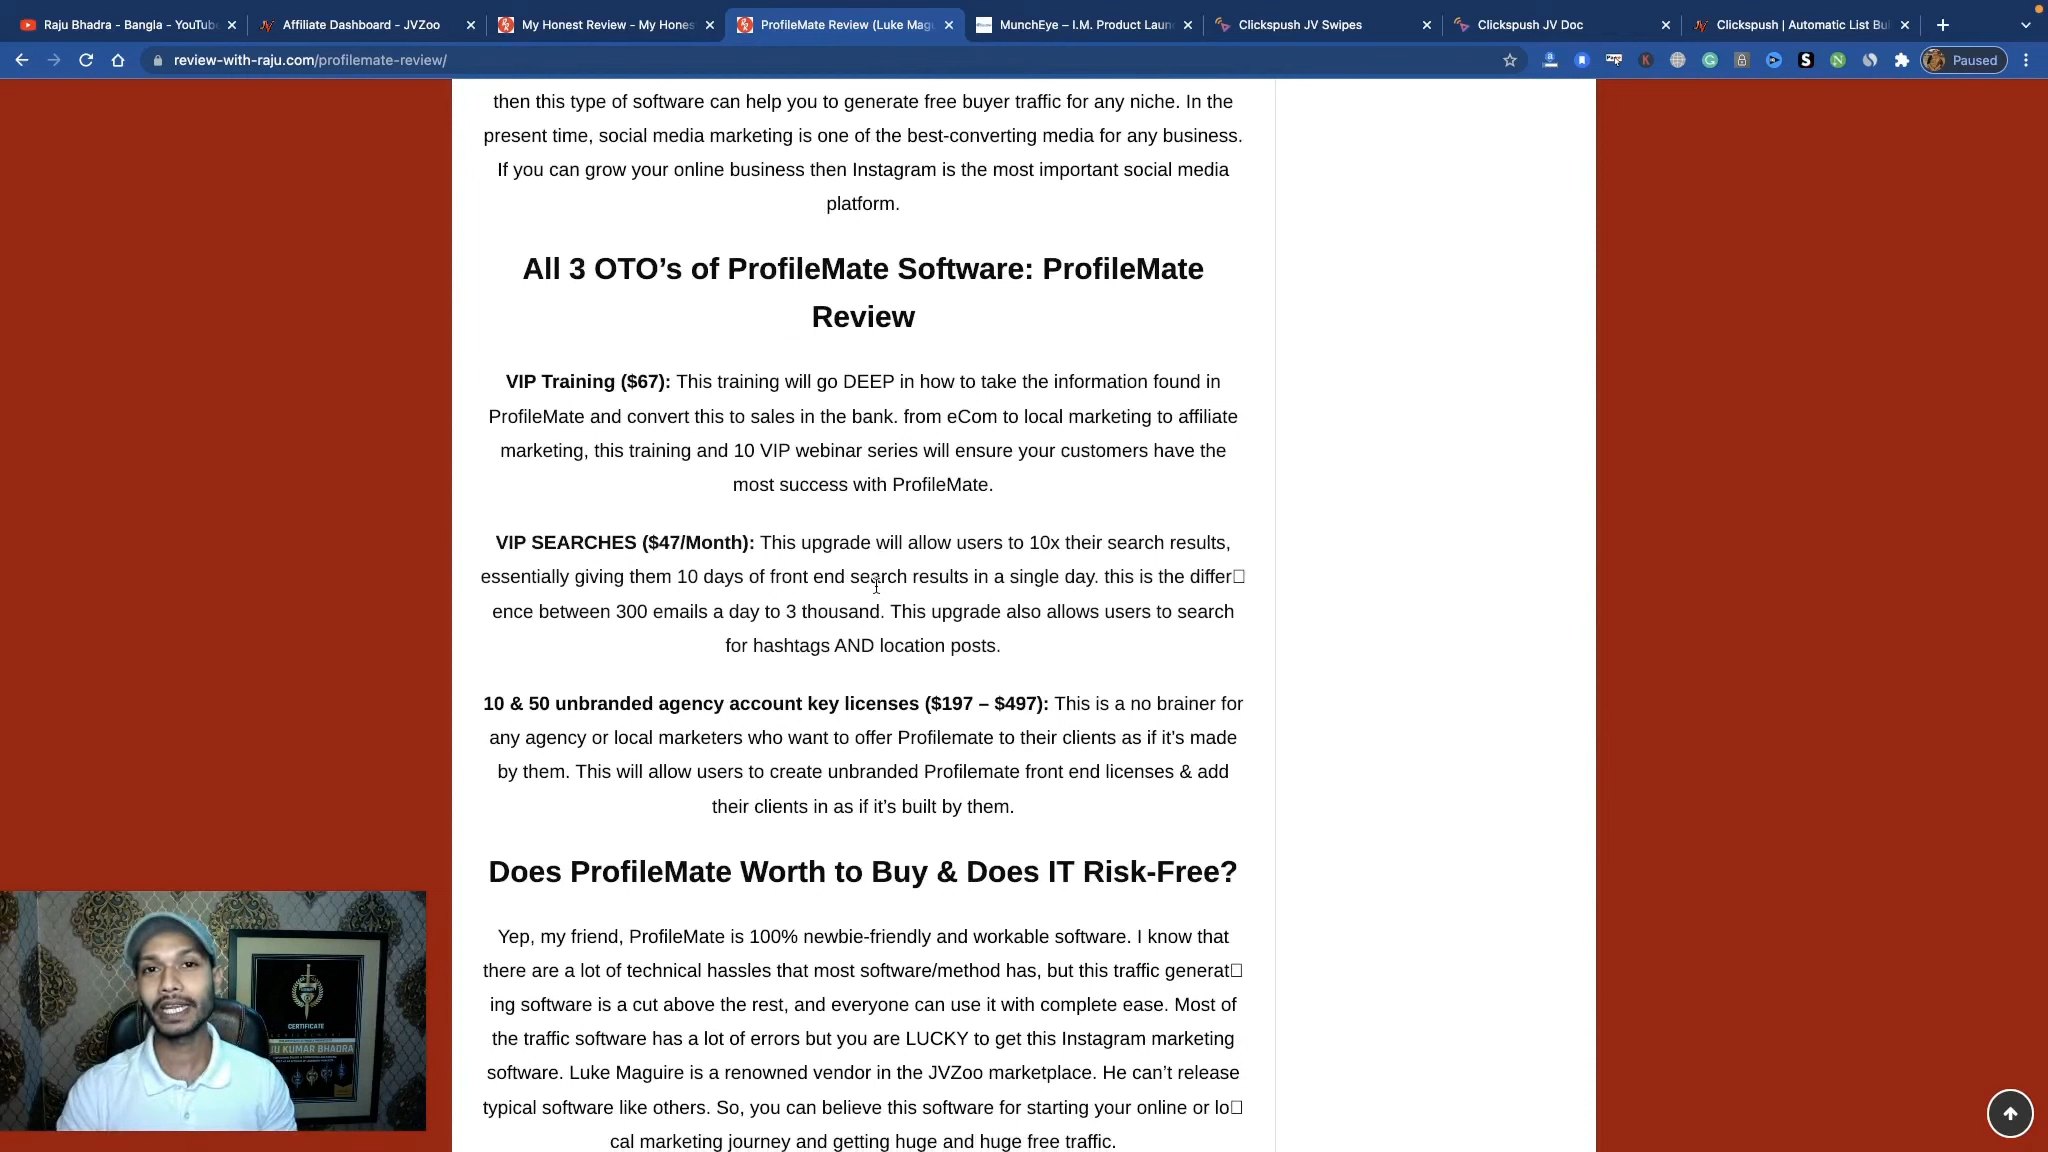 Raju Bhadra - Bangla - YouTube
Affiliate Dashboard - JVZoo
My Honest Review - My Hones
ProfileMate Review (Luke Magu
MunchEye – I.M. Product Laun
Clickspush JV Swipes
Clickspush JV Doc
Clickspush | Automatic List Bu
review-with-raju.com/profilemate-review/
Paused
then this type of software can help you to generate free buyer traffic for any niche. In the
present time, social media marketing is one of the best-converting media for any business.
If you can grow your online business then Instagram is the most important social media
platform.
All 3 OTO’s of ProfileMate Software: ProfileMate
Review
VIP Training ($67): This training will go DEEP in how to take the information found in
ProfileMate and convert this to sales in the bank. from eCom to local marketing to affiliate
marketing, this training and 10 VIP webinar series will ensure your customers have the
most success with ProfileMate.
VIP SEARCHES ($47/Month): This upgrade will allow users to 10x their search results,
essentially giving them 10 days of front end search results in a single day. this is the differ
ence between 300 emails a day to 3 thousand. This upgrade also allows users to search
for hashtags AND location posts.
10 & 50 unbranded agency account key licenses ($197 – $497): This is a no brainer for
any agency or local marketers who want to offer Profilemate to their clients as if it’s made
by them. This will allow users to create unbranded Profilemate front end licenses & add
their clients in as if it’s built by them.
Does ProfileMate Worth to Buy & Does IT Risk-Free?
Yep, my friend, ProfileMate is 100% newbie-friendly and workable software. I know that
there are a lot of technical hassles that most software/method has, but this traffic generat
ing software is a cut above the rest, and everyone can use it with complete ease. Most of
the traffic software has a lot of errors but you are LUCKY to get this Instagram marketing
software. Luke Maguire is a renowned vendor in the JVZoo marketplace. He can’t release
typical software like others. So, you can believe this software for starting your online or lo
cal marketing journey and getting huge and huge free traffic.
CERTIFICATE
JU KUMAR BHADRA